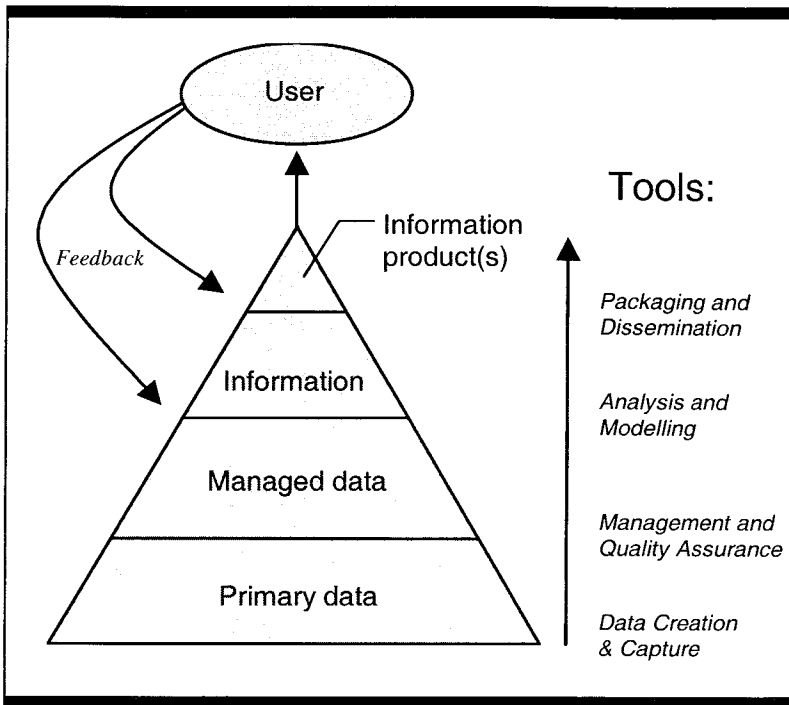 User
Tools:
Information
product(s)
Feedback
Packaging and
Dissemination
Information
Analysis and
Modelling
Managed data
Management and
Quality Assurance
Primary data
Data Creation
& Capture